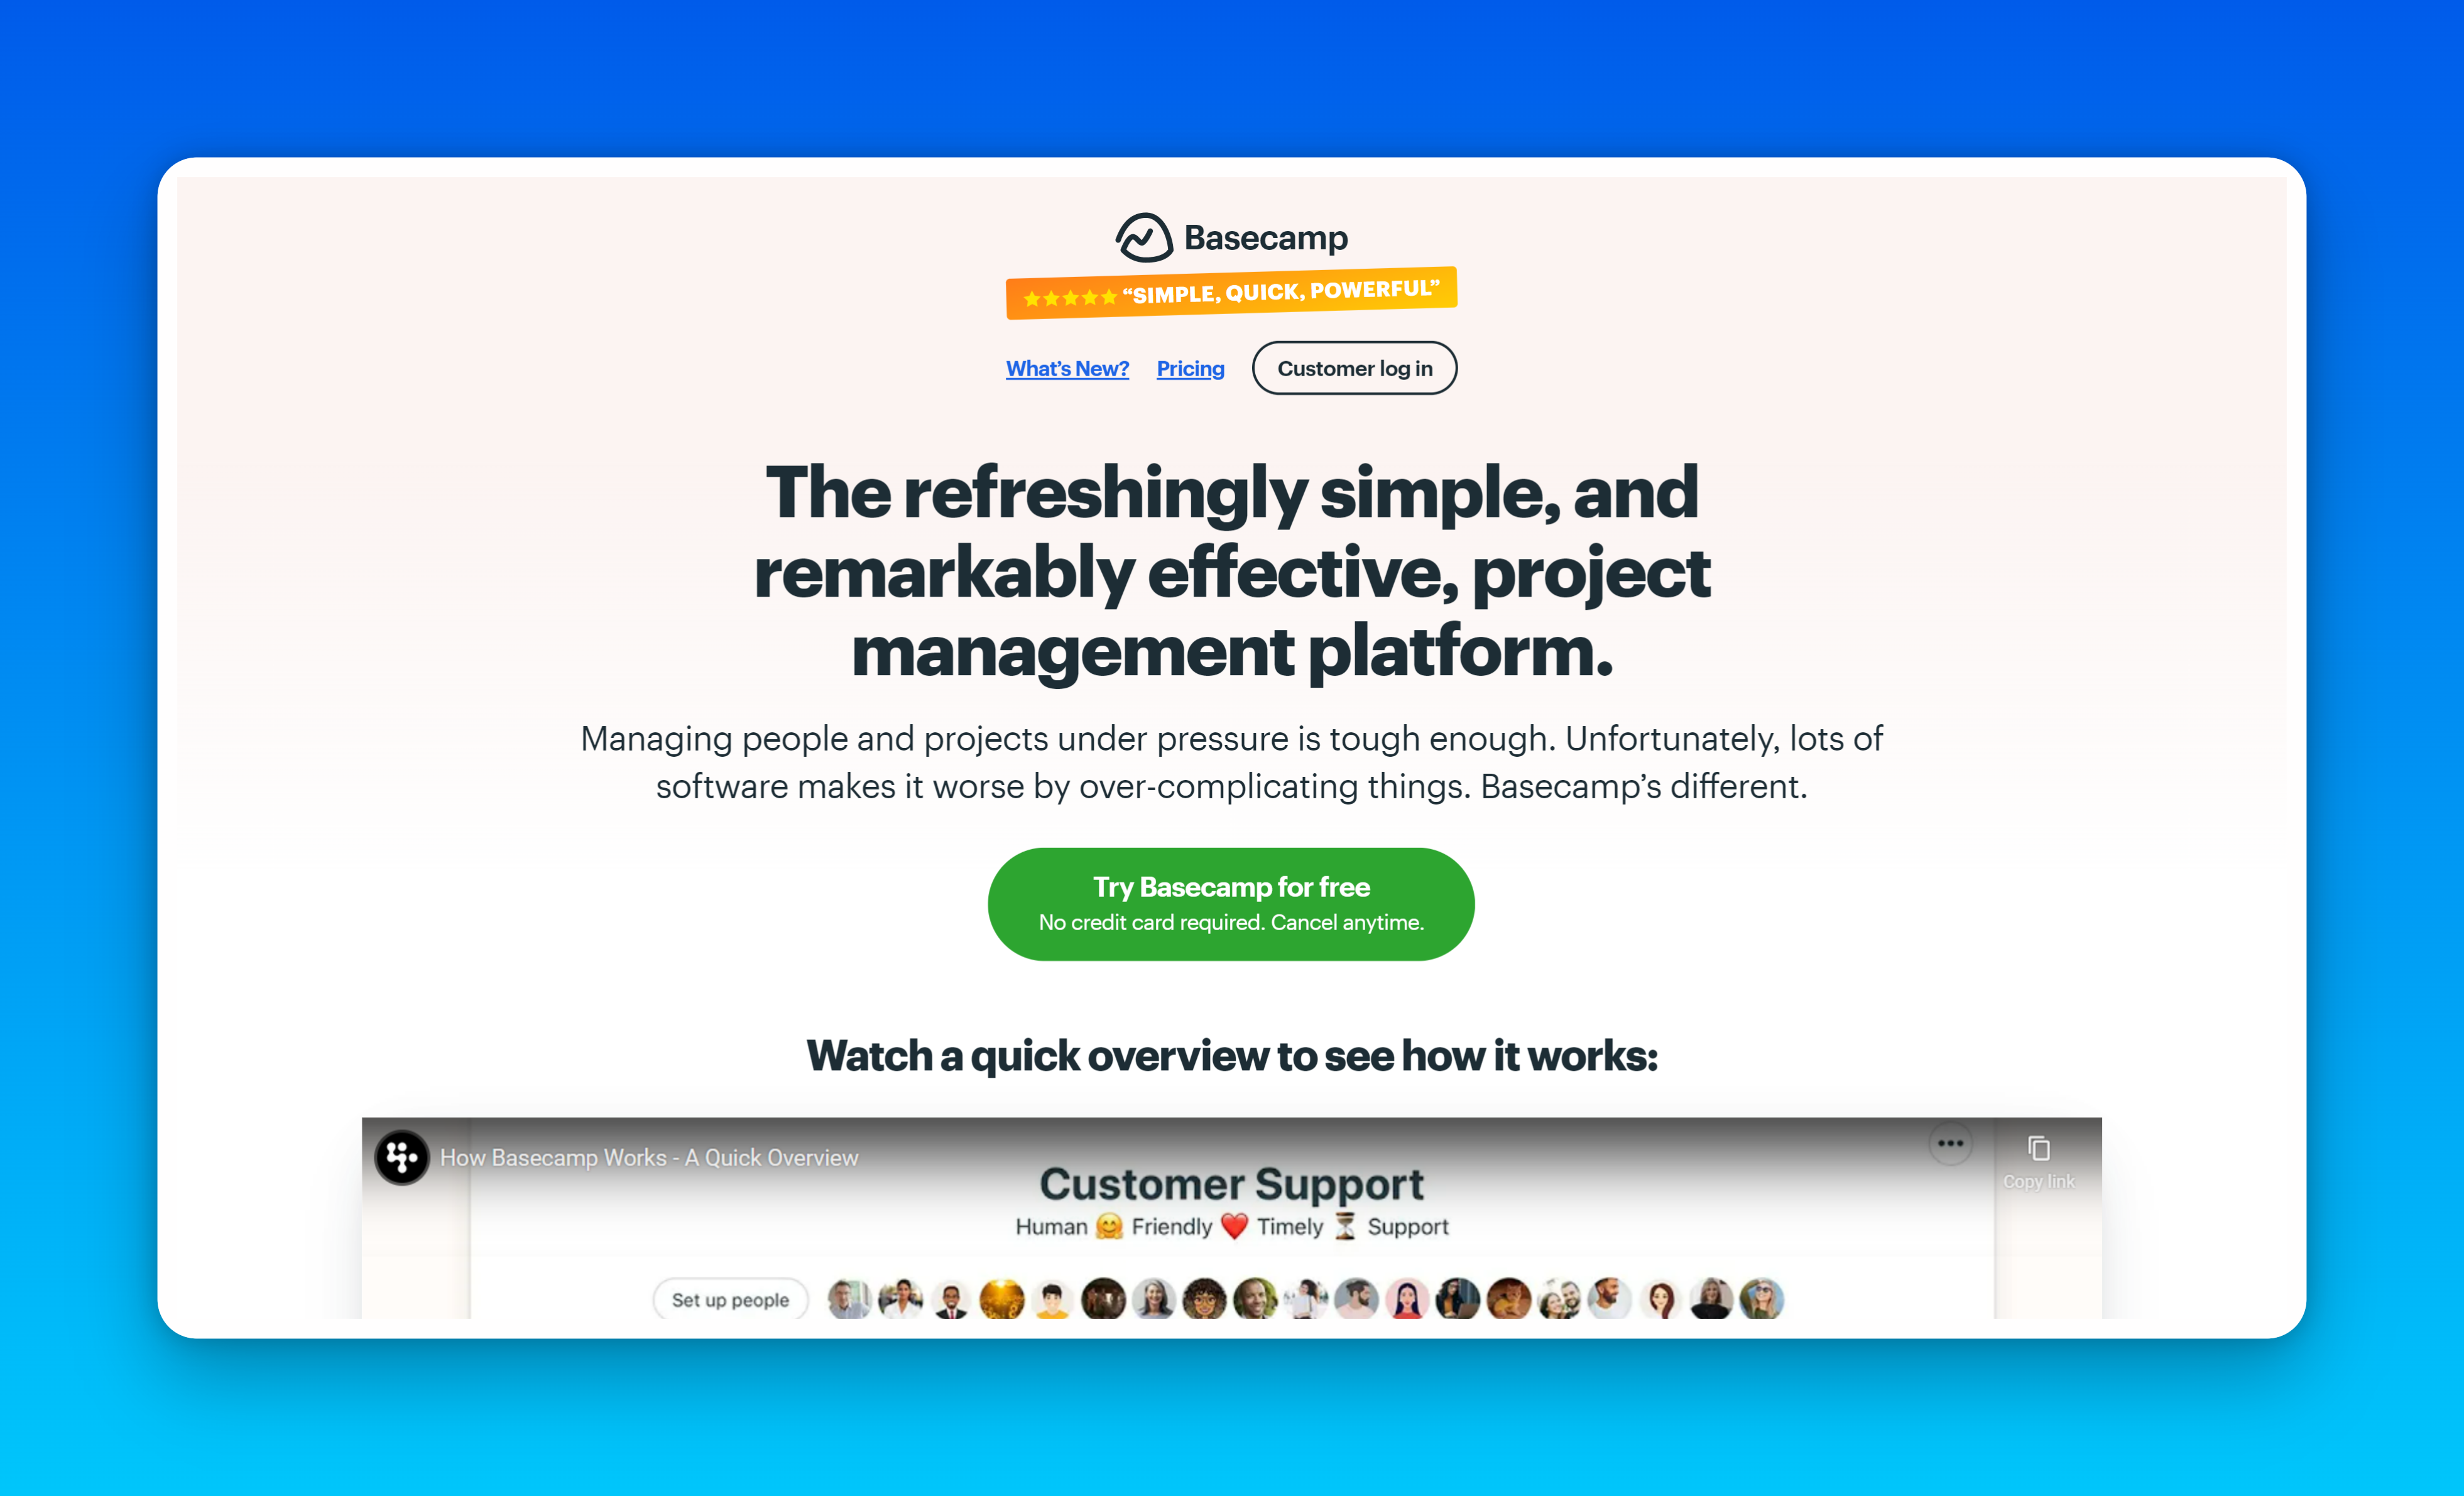 Basecamp
“SIMPLE, QUICK, POWERFUL”
What’s New? Pricing Customer log in
The refreshingly simple, and
remarkably effective, project
management platform.
Managing people and projects under pressure is tough enough. Unfortunately, lots of
software makes it worse by over-complicating things. Basecamp’s different.
Try Basecamp for free
No credit card required. Cancel anytime.
Watch a quick overview to see how it works:
How Basecamp Works - A Quick Overview
Copy link
Customer Support
Human 🤗 Friendly ❤️ Timely ⏳ Support
Set up people